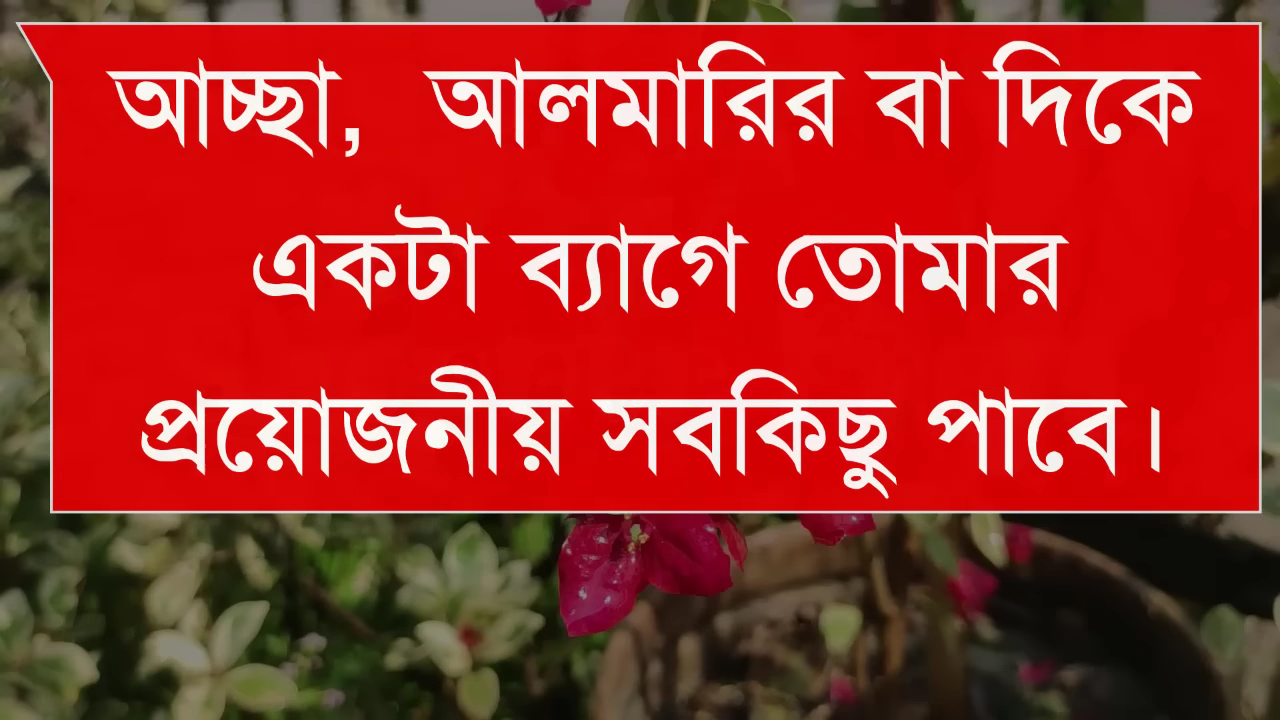 আচ্ছা, আলমারির বা দিকে
একটা ব্যাগে তোমার
প্রয়োজনীয় সবকিছু পাবে।